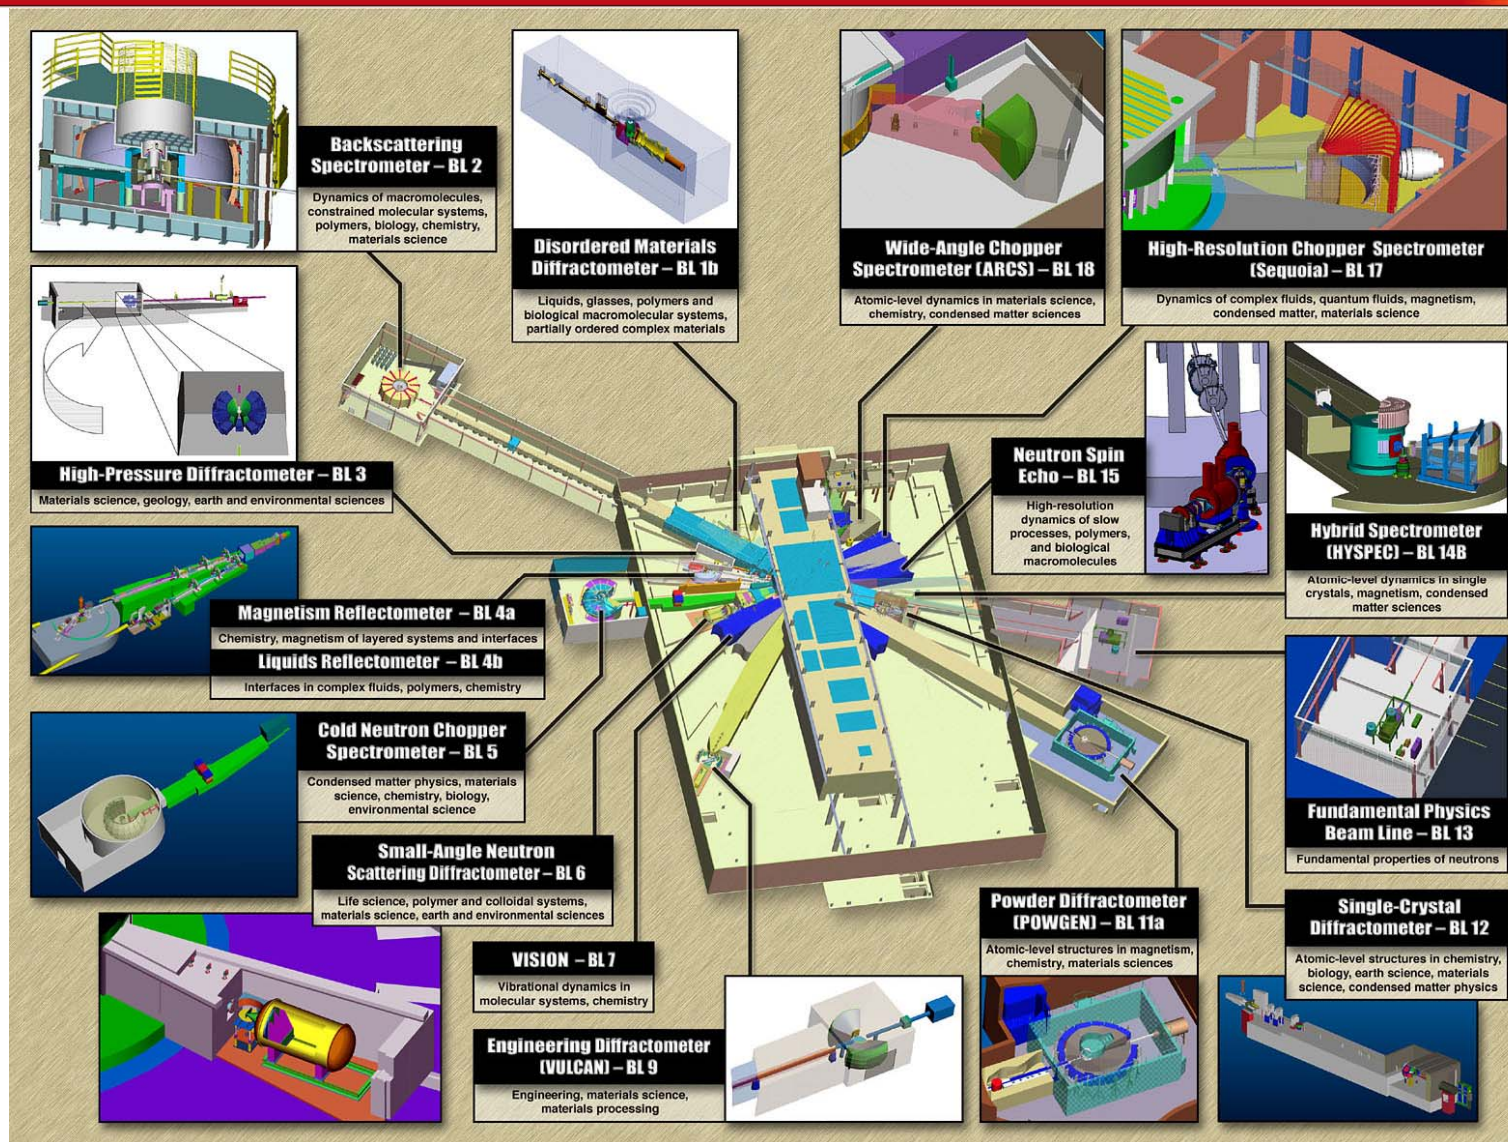 Backscattering
Spectrometer – BL 2
Dynamics of macromolecules,
constrained molecular systems,
polymers, biology, chemistry,
materials science
Disordered Materials
Diffractometer – BL 1b
Liquids, glasses, polymers and
biological macromolecular systems,
partially ordered complex materials
Wide-Angle Chopper
Spectrometer (ARCS) – BL 18
Atomic-level dynamics in materials science,
chemistry, condensed matter sciences
High-Resolution Chopper Spectrometer
(Sequoia) – BL 17
Dynamics of complex fluids, quantum fluids, magnetism,
condensed matter, materials science
High-Pressure Diffractometer – BL 3
Materials science, geology, earth and environmental sciences
Neutron Spin
Echo – BL 15
High-resolution
dynamics of slow
processes, polymers,
and biological
macromolecules
Hybrid Spectrometer
(HYSPEC) – BL 14B
Atomic-level dynamics in single
crystals, magnetism, condensed
matter sciences
Magnetism Reflectometer – BL 4a
Chemistry, magnetism of layered systems and interfaces
Liquids Reflectometer – BL 4b
Interfaces in complex fluids, polymers, chemistry
Cold Neutron Chopper
Spectrometer – BL 5
Condensed matter physics, materials
science, chemistry, biology,
environmental science
Fundamental Physics
Beam Line – BL 13
Fundamental properties of neutrons
Small-Angle Neutron
Scattering Diffractometer – BL 6
Life science, polymer and colloidal systems,
materials science, earth and environmental sciences
VISION – BL 7
Vibrational dynamics in
molecular systems, chemistry
Powder Diffractometer
(POWGEN) – BL 11a
Atomic-level structures in magnetism,
chemistry, materials sciences
Single-Crystal
Diffractometer – BL 12
Atomic-level structures in chemistry,
biology, earth science, materials
science, condensed matter physics
Engineering Diffractometer
(VULCAN) – BL 9
Engineering, materials science,
materials processing